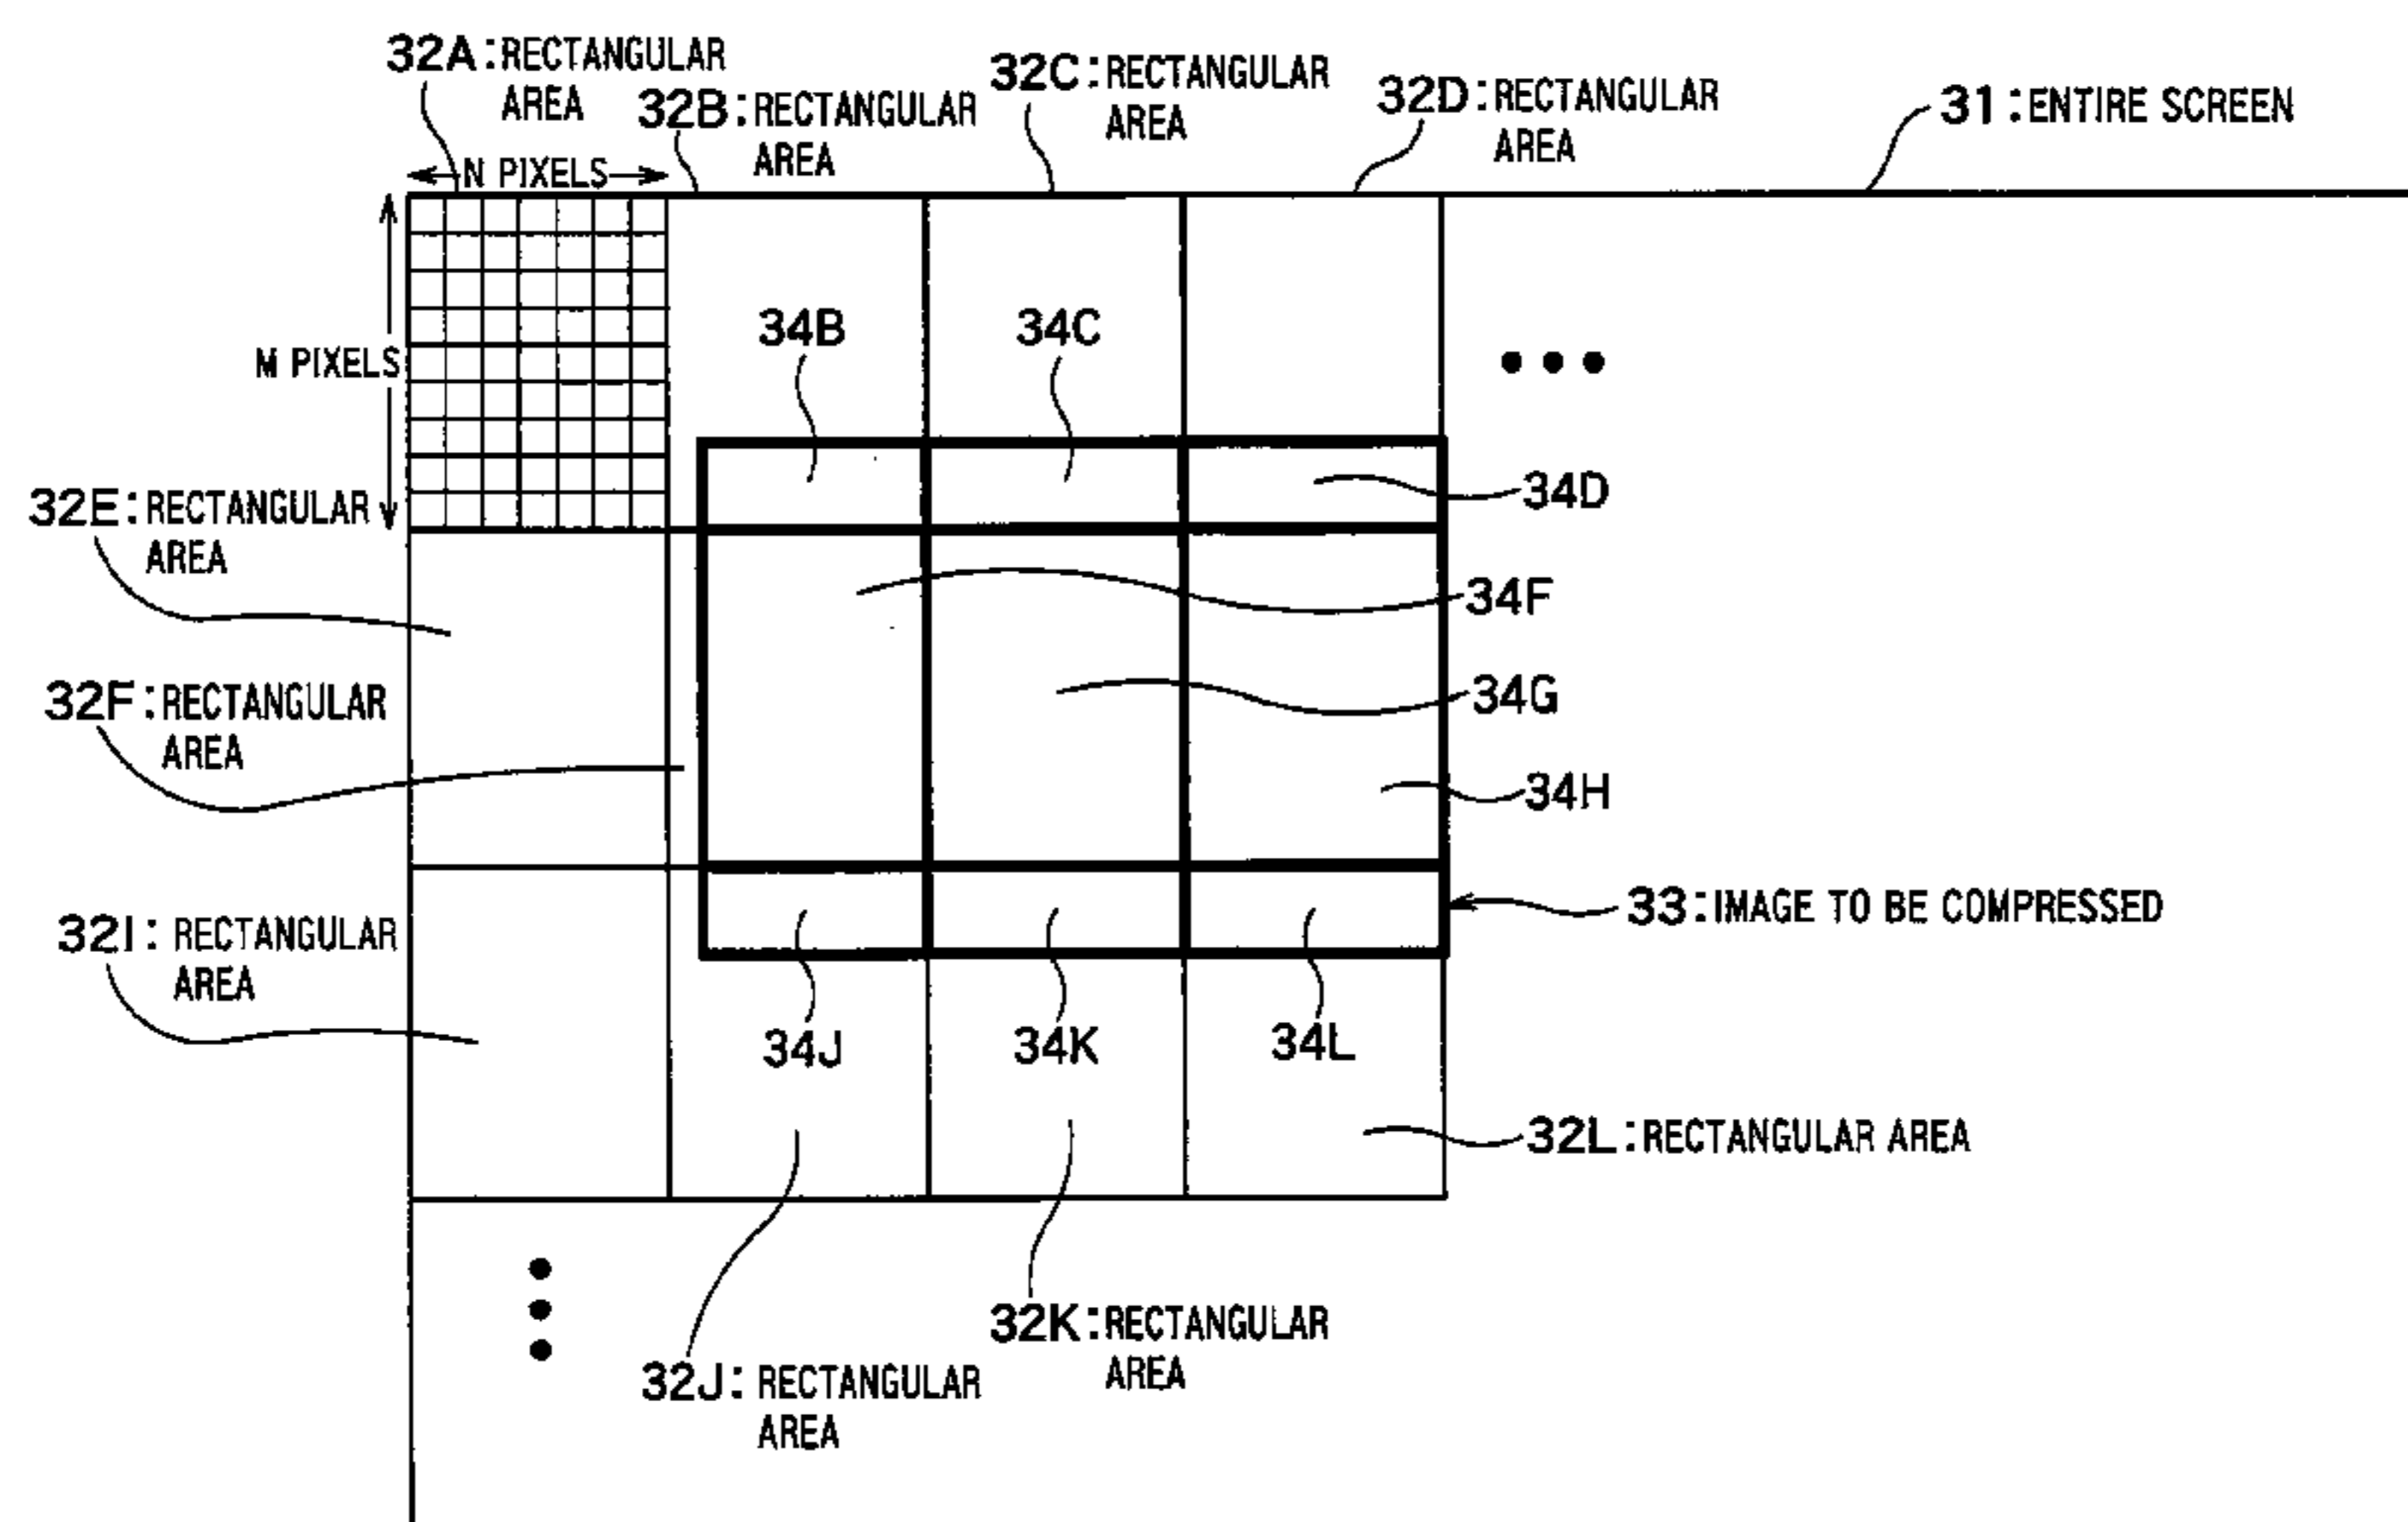 32A: RECTANGULAR
AREA
32B: RECTANGULAR
AREA
32C: RECTANGULAR
AREA
32D: RECTANGULAR
AREA
31: ENTIRE SCREEN
N PIXELS
M PIXELS
34B
34C
34D
32E: RECTANGULAR
AREA
34F
32F: RECTANGULAR
AREA
34G
34H
32I: RECTANGULAR
AREA
33: IMAGE TO BE COMPRESSED
34J
34K
34L
32L: RECTANGULAR AREA
32K: RECTANGULAR
AREA
32J: RECTANGULAR
AREA